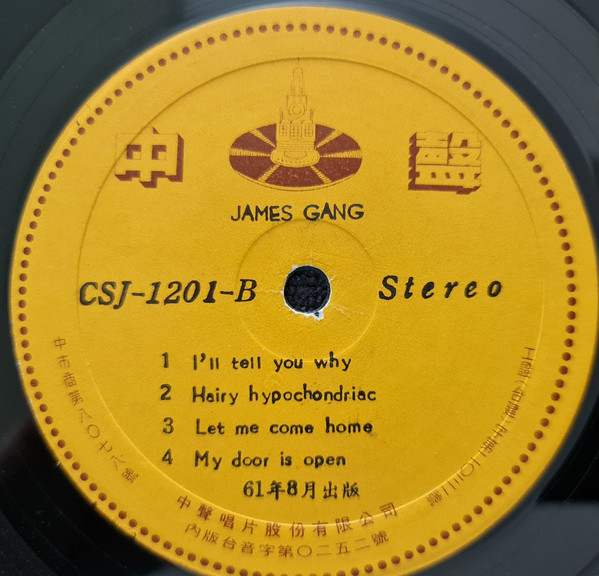 中 聲
JAMES GANG
CSJ-1201-B Stereo
1 I'll tell you why
2 Hairy hypochondriac
3 Let me come home
4 My door is open
61年8月出版
中聲唱片股份有限公司
內版台音字第〇二五二號